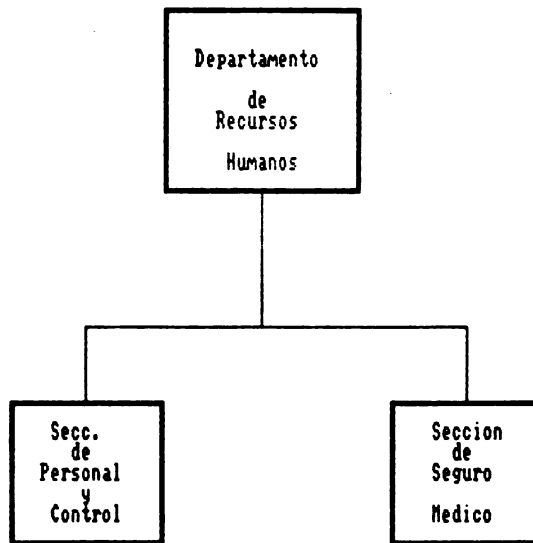 Departamento
de
Recursos
Humanos
Secc.
de
Personal
y
Control
Seccion
de
Seguro
Medico